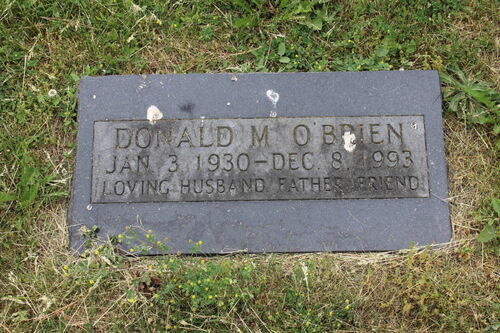 DONALD M O'BRIEN
JAN. 3, 1930–DEC. 8, 1993
LOVING HUSBAND, FATHER, FRIEND